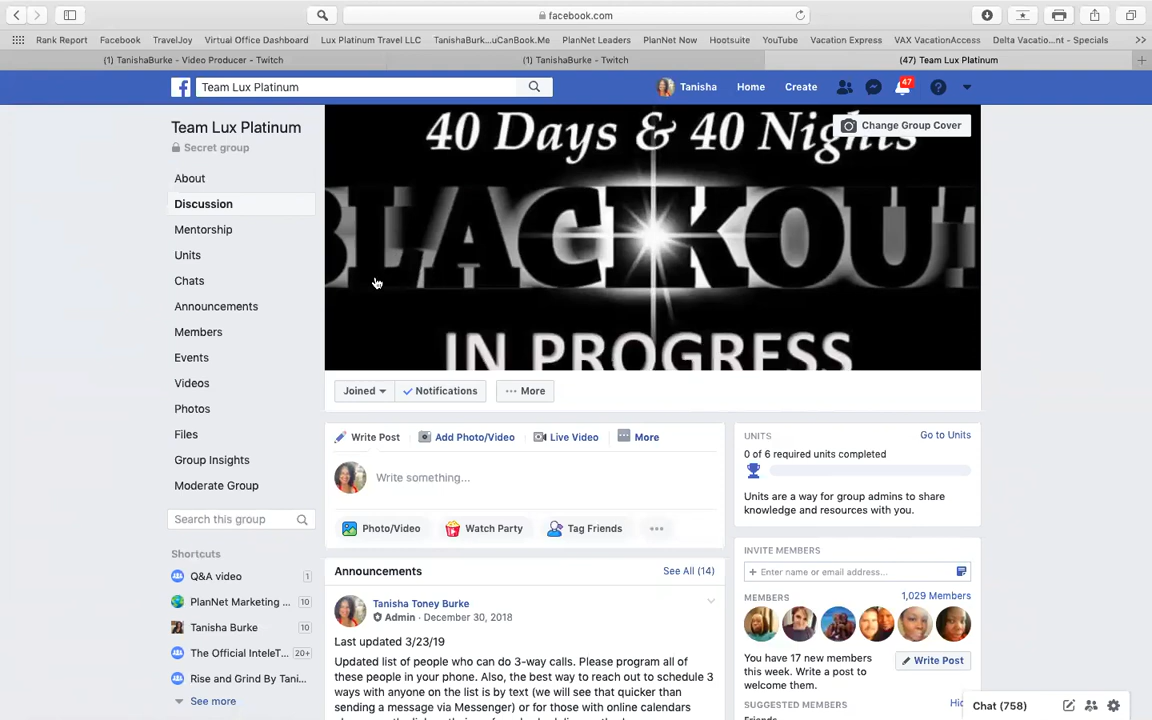 facebook.com
Rank Report Facebook TravelJoy Virtual Office Dashboard Lux Platinum Travel LLC TanishaBurk...uCanBook.Me PlanNet Leaders PlanNet Now Hootsuite YouTube Vacation Express VAX VacationAccess Delta Vacatio...nt - Specials
(1) TanishaBurke - Video Producer - Twitch (1) TanishaBurke - Twitch (47) Team Lux Platinum
Team Lux Platinum Tanisha Home Create 47
Team Lux Platinum
Secret group
About
Discussion
Mentorship
Units
Chats
Announcements
Members
Events
Videos
Photos
Files
Group Insights
Moderate Group
Search this group
Shortcuts
Q&A video 1
PlanNet Marketing ... 10
Tanisha Burke 10
The Official InteleT... 20+
Rise and Grind By Tani...
See more
40 Days & 40 Nights
Change Group Cover
BLACKOUT
IN PROGRESS
Joined Notifications ••• More
Write Post Add Photo/Video Live Video More
Write something...
Photo/Video Watch Party Tag Friends •••
Announcements See All (14)
Tanisha Toney Burke
Admin · December 30, 2018
Last updated 3/23/19
Updated list of people who can do 3-way calls. Please program all of
these people in your phone. Also, the best way to reach out to schedule 3
ways with anyone on the list is by text (we will see that quicker than
sending a message via Messenger) or for those with online calendars
UNITS Go to Units
0 of 6 required units completed
Units are a way for group admins to share
knowledge and resources with you.
INVITE MEMBERS
+ Enter name or email address...
MEMBERS 1,029 Members
You have 17 new members
this week. Write a post to
welcome them.
Write Post
SUGGESTED MEMBERS Hid
Friends
Chat (758)